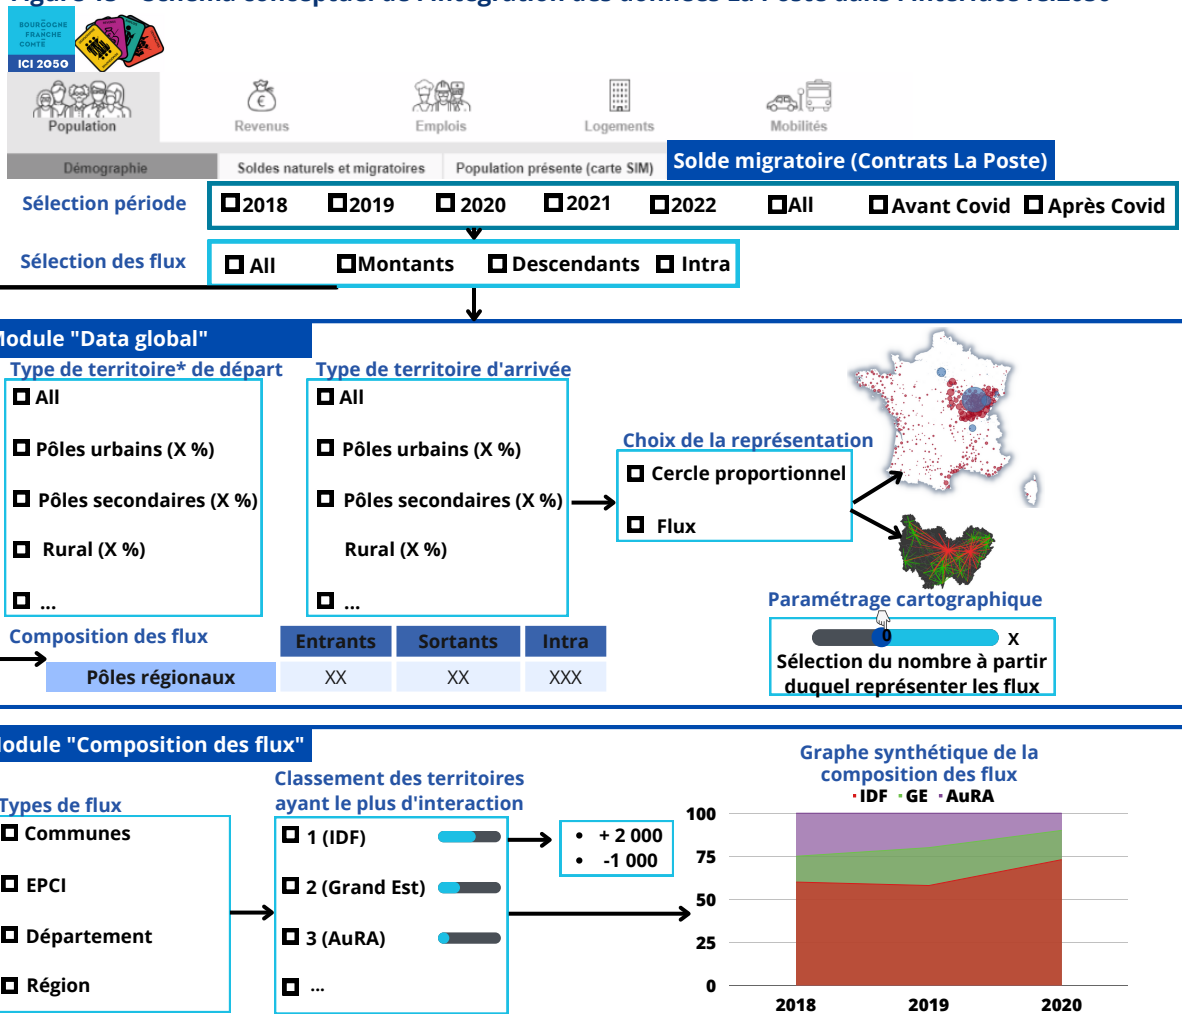 BOURGOGNE
FRANCHE
COMTÉ
ICI 2050
Population
Revenus
Emplois
Logements
Mobilités
Démographie
Soldes naturels et migratoires
Population présente (carte SIM)
Solde migratoire (Contrats La Poste)
Sélection période
2018
2019
2020
2021
2022
All
Avant Covid
Après Covid
Sélection des flux
All
Montants
Descendants
Intra
Module "Data global"
Type de territoire* de départ
All
Pôles urbains (X %)
Pôles secondaires (X %)
Rural (X %)
...
Type de territoire d'arrivée
All
Pôles urbains (X %)
Pôles secondaires (X %)
Rural (X %)
...
Choix de la représentation
Cercle proportionnel
Flux
Paramétrage cartographique
0
X
Sélection du nombre à partir
duquel représenter les flux
Composition des flux
Entrants
Sortants
Intra
Pôles régionaux
XX
XX
XXX
Module "Composition des flux"
Types de flux
Communes
EPCI
Département
Région
Classement des territoires
ayant le plus d'interaction
1 (IDF)
2 (Grand Est)
3 (AuRA)
...
• + 2 000
• -1 000
Graphe synthétique de la
composition des flux
IDF GE AuRA
100
75
50
25
0
2018
2019
2020